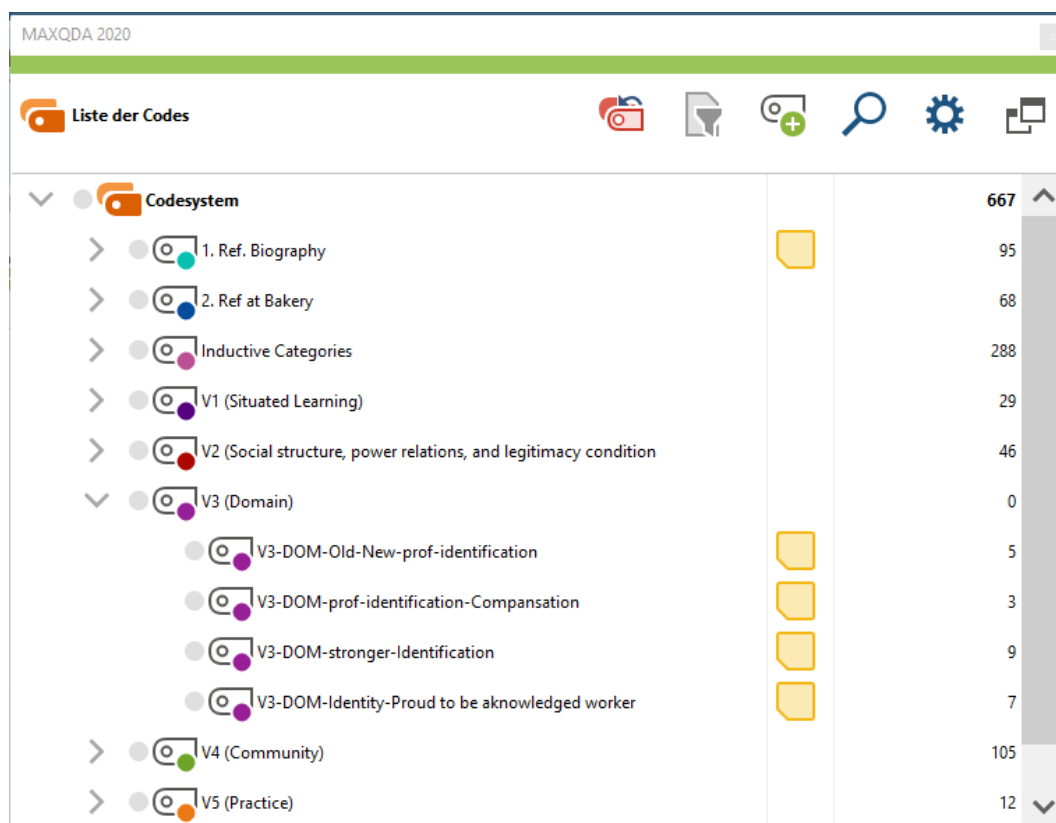 MAXQDA 2020
Liste der Codes
Codesystem 667
1. Ref. Biography 95
2. Ref at Bakery 68
Inductive Categories 288
V1 (Situated Learning) 29
V2 (Social structure, power relations, and legitimacy condition 46
V3 (Domain) 0
V3-DOM-Old-New-prof-identification 5
V3-DOM-prof-identification-Compansation 3
V3-DOM-stronger-Identification 9
V3-DOM-Identity-Proud to be aknowledged worker 7
V4 (Community) 105
V5 (Practice) 12